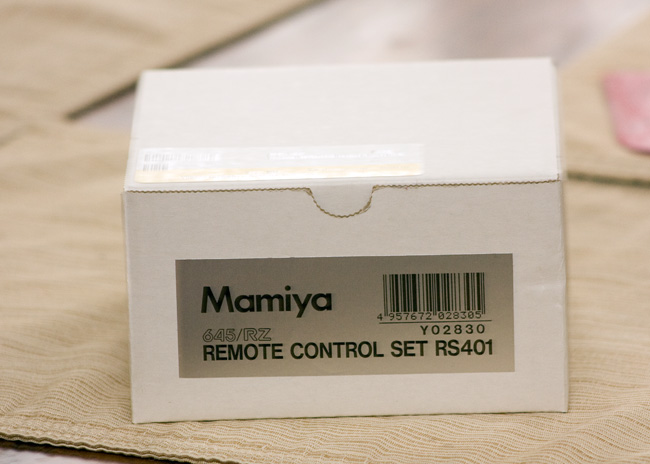 Mamiya
4 957672 028305
Y02830
645/RZ
REMOTE CONTROL SET RS401